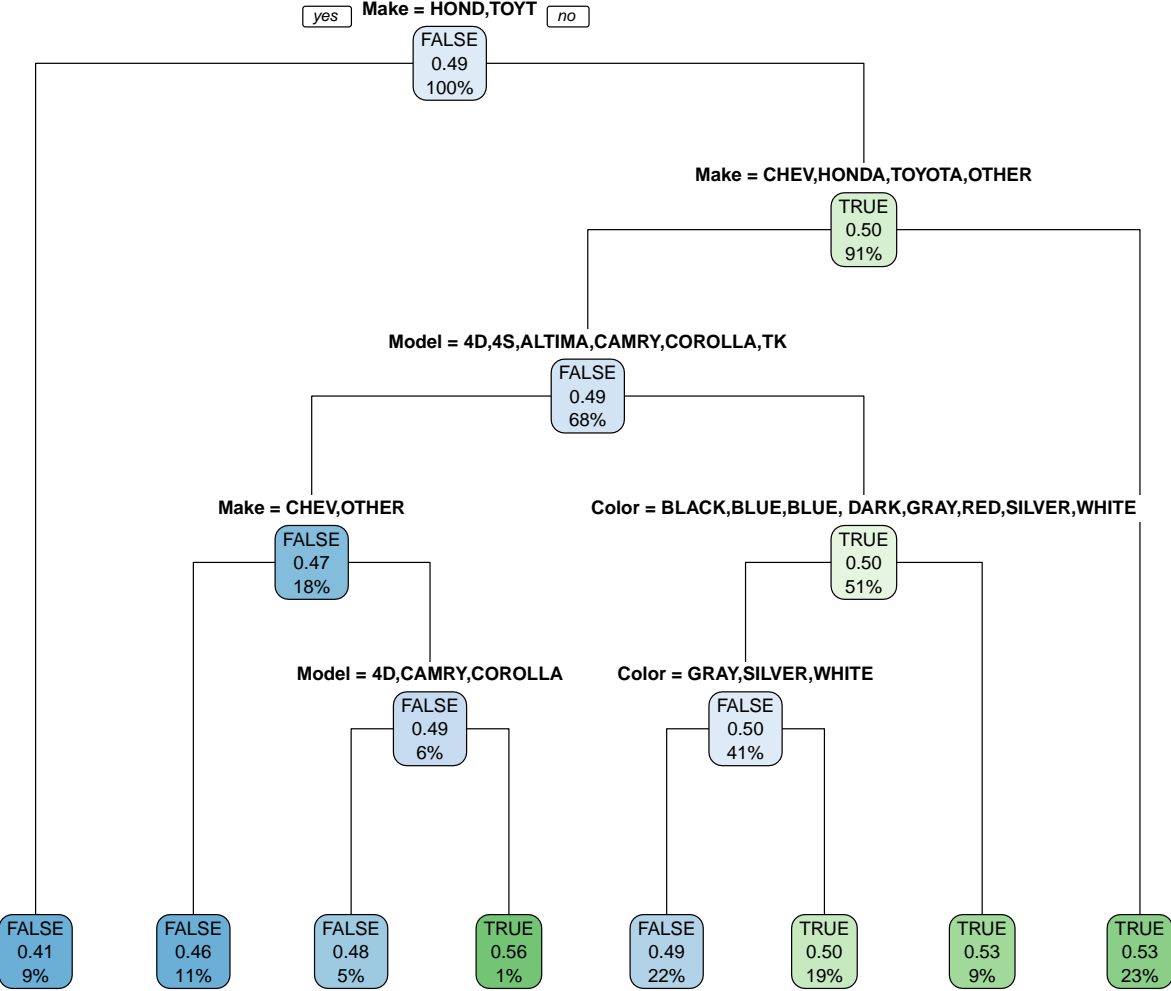 yes Make = HOND,TOYT no
FALSE
0.49
100%
Make = CHEV,HONDA,TOYOTA,OTHER
TRUE
0.50
91%
Model = 4D,4S,ALTIMA,CAMRY,COROLLA,TK
FALSE
0.49
68%
Make = CHEV,OTHER
FALSE
0.47
18%
Color = BLACK,BLUE,BLUE, DARK,GRAY,RED,SILVER,WHITE
TRUE
0.50
51%
Model = 4D,CAMRY,COROLLA
FALSE
0.49
6%
Color = GRAY,SILVER,WHITE
FALSE
0.50
41%
FALSE
0.41
9%
FALSE
0.46
11%
FALSE
0.48
5%
TRUE
0.56
1%
FALSE
0.49
22%
TRUE
0.50
19%
TRUE
0.53
9%
TRUE
0.53
23%